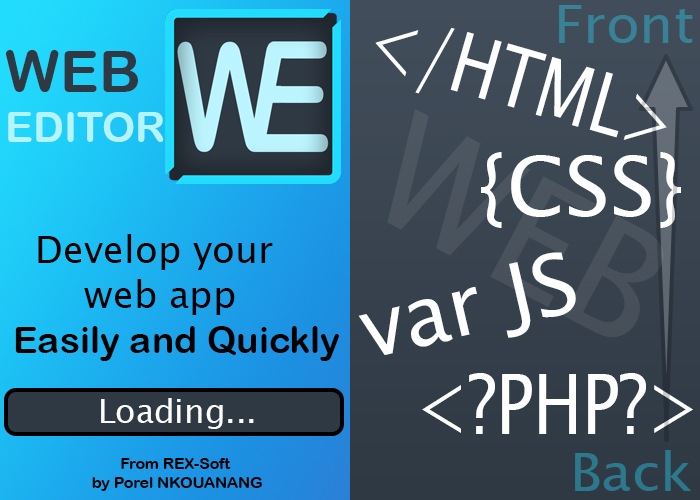 WEB
EDITOR
WE
Develop your
web app
Easily and Quickly
Loading...
From REX-Soft
by Porel NKOUANANG
Front
</HTML>
WEB
{CSS}
var JS
<?PHP?>
Back